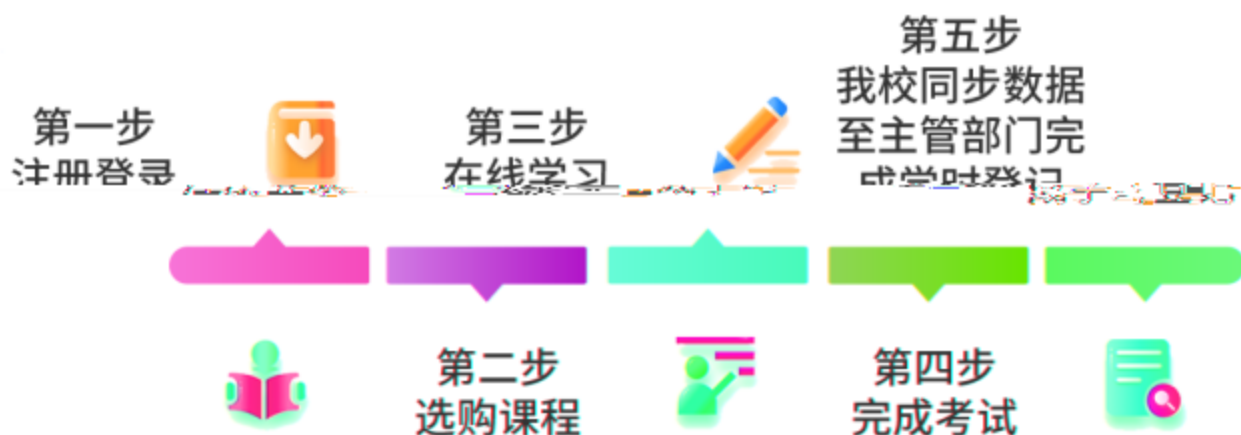 第一步
注册登录
第二步
选购课程
第三步
在线学习
第四步
完成考试
第五步
我校同步数据
至主管部门完
成学时登记